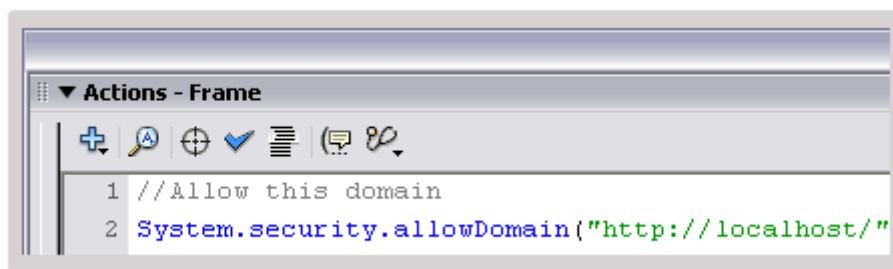 Actions - Frame
1 //Allow this domain
2 System.security.allowDomain("http://localhost/"